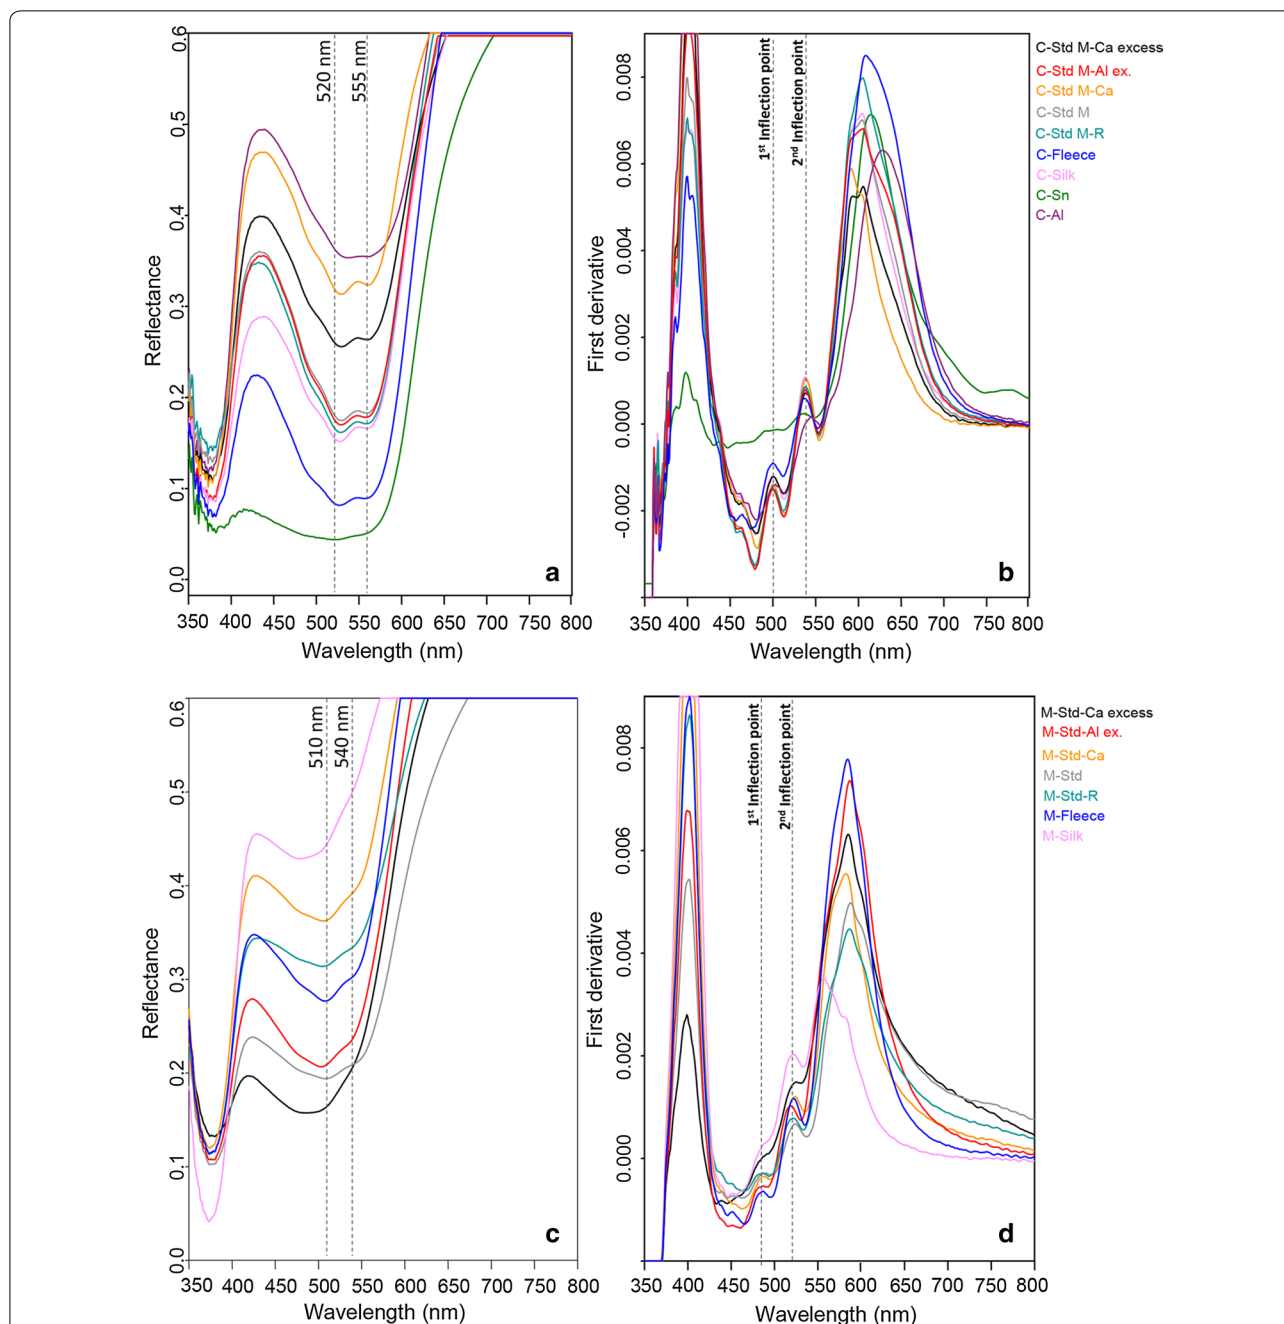 0.6
0.5
0.4
0.3
0.2
0.1
0.0
Reflectance
520 nm
555 nm
a
350 400 450 500 550 600 650 700 750 800
Wavelength (nm)
0.008
0.006
0.004
0.002
0.000
-0.002
First derivative
1st Inflection point
2nd Inflection point
b
350 400 450 500 550 600 650 700 750 800
Wavelength (nm)
C-Std M-Ca excess
C-Std M-Al ex.
C-Std M-Ca
C-Std M
C-Std M-R
C-Fleece
C-Silk
C-Sn
C-Al
0.6
0.5
0.4
0.3
0.2
0.1
0.0
Reflectance
510 nm
540 nm
c
350 400 450 500 550 600 650 700 750 800
Wavelength (nm)
0.008
0.006
0.004
0.002
0.000
First derivative
1st Inflection point
2nd Inflection point
d
350 400 450 500 550 600 650 700 750 800
Wavelength (nm)
M-Std-Ca excess
M-Std-Al ex.
M-Std-Ca
M-Std
M-Std-R
M-Fleece
M-Silk